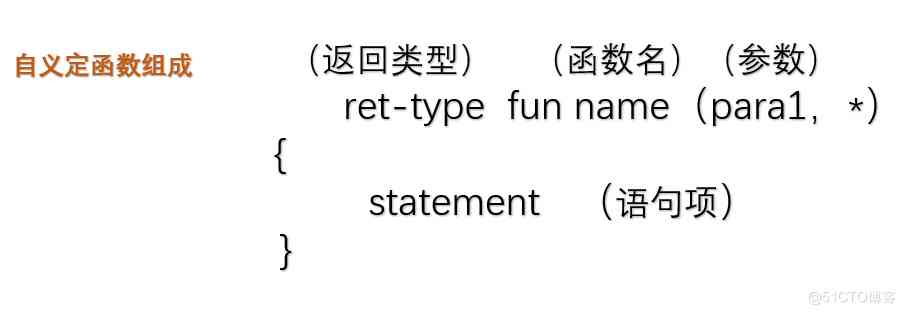 自义定函数组成 （返回类型） （函数名）（参数）
ret-type fun name（para1，*）
{
statement （语句项）
}
@51CTO博客